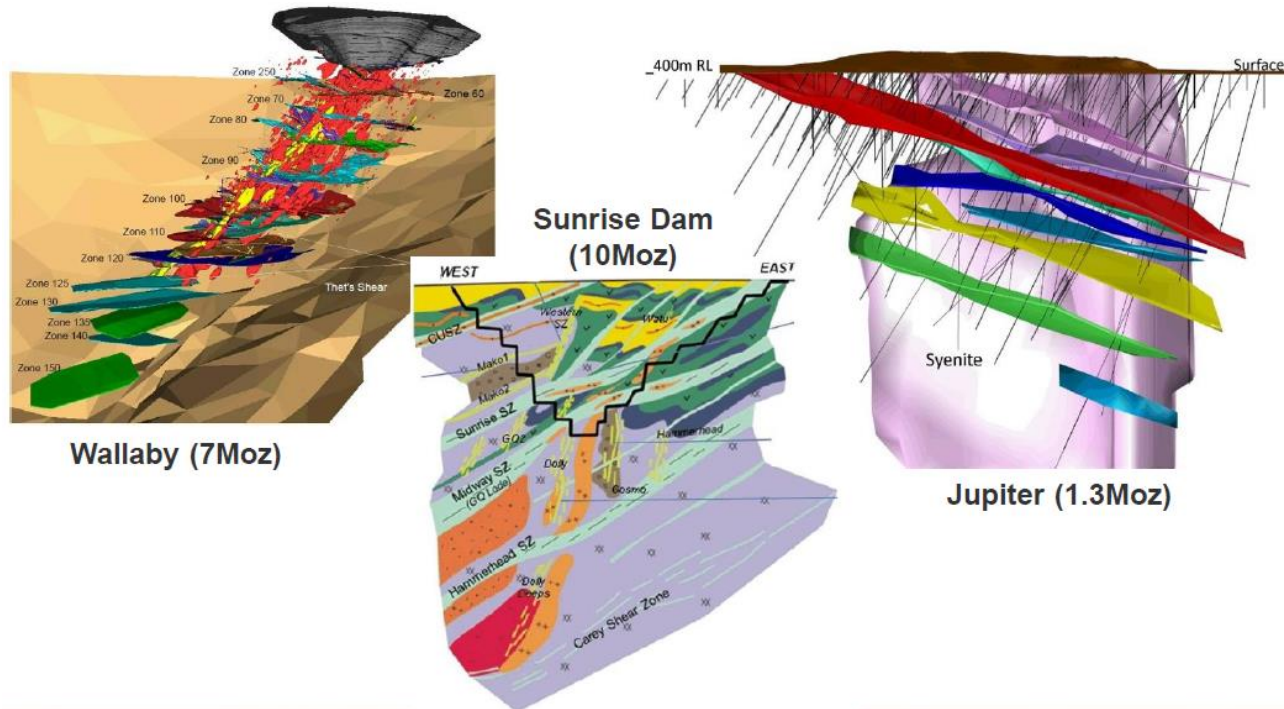 Zone 250
Zone 60
Zone 70
Zone 80
Zone 90
Zone 100
Zone 110
Zone 120
Zone 125
Zone 130
Zone 135
Zone 140
Zone 150
Thet's Shear
Wallaby (7Moz)
Sunrise Dam
(10Moz)
WEST
EAST
Western
SZ
Watu
CUSZ
Mako1
Mako2
Sunrise SZ
GQ2
Hammerhead
Midway SZ
(GQ Lode)
Dolly
Cosmo
Hammerhead SZ
Dolly
Deeps
Carey Shear Zone
_400m RL
Surface
Syenite
Jupiter (1.3Moz)